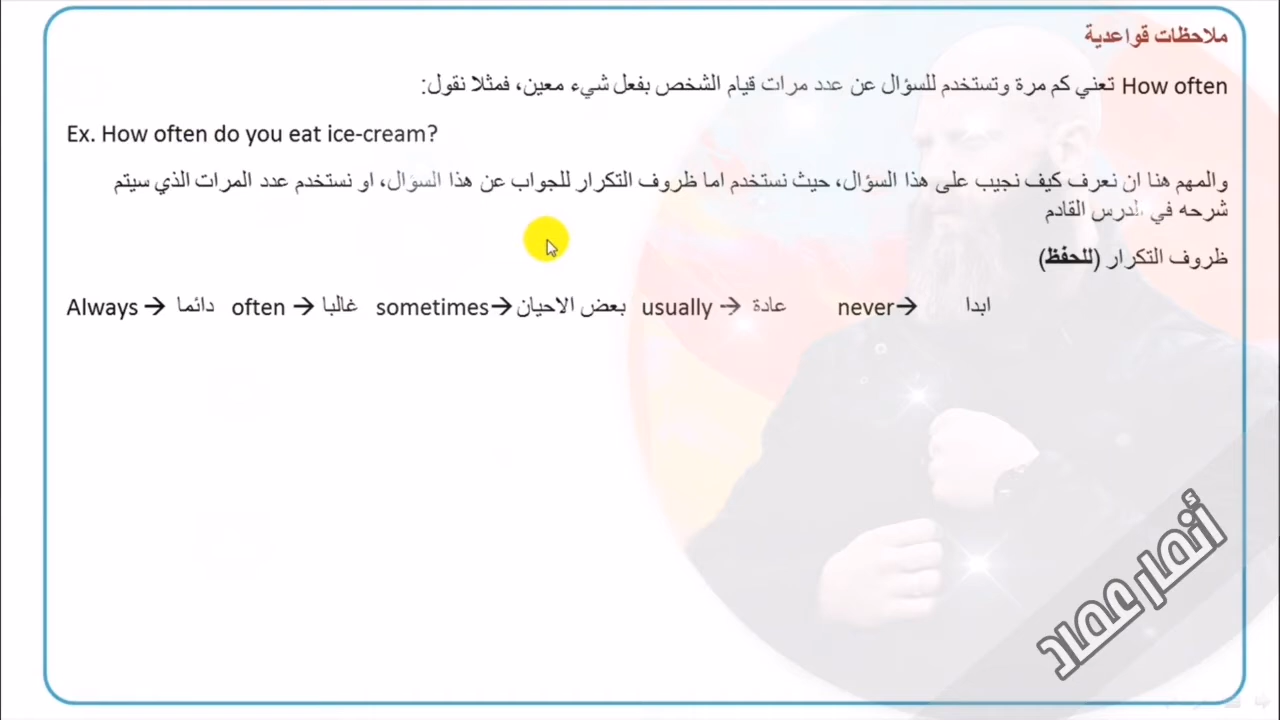 ملاحظات قواعدية
How often تعني كم مرة وتستخدم للسؤال عن عدد مرات قيام الشخص بفعل شيء معين، فمثلا نقول:
Ex. How often do you eat ice-cream?
والمهم هنا ان نعرف كيف نجيب على هذا السؤال، حيث نستخدم اما ظروف التكرار للجواب عن هذا السؤال، او نستخدم عدد المرات الذي سيتم
شرحه في الدرس القادم
ظروف التكرار (للحفظ)
Always → دائما often → غالبا sometimes→ بعض الاحيان usually → عادة never→ ابدا
أنمار عماد